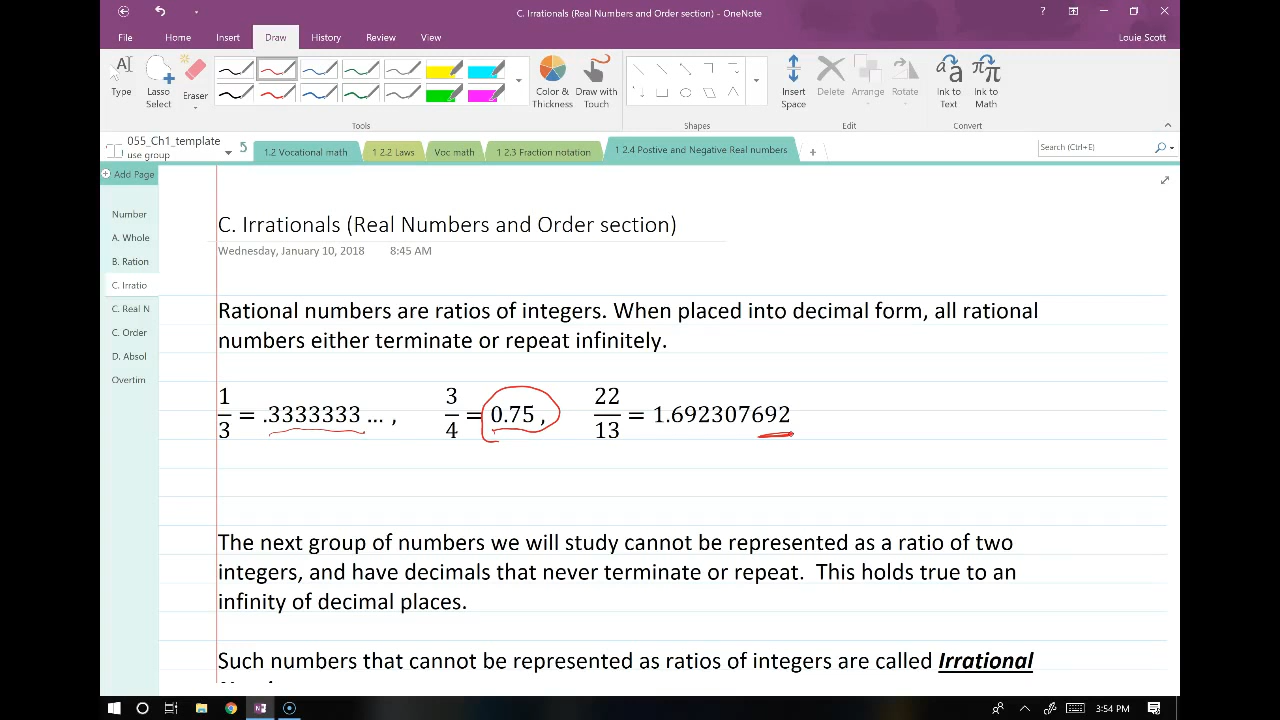 C. Irrationals (Real Numbers and Order section) - OneNote
?
File Home Insert Draw History Review View Louie Scott
Type Lasso Select Eraser Color & Thickness Draw with Touch Insert Space Delete Arrange Rotate Ink to Text Ink to Math
Tools Shapes Edit Convert
055_Ch1_template
use group
1.2 Vocational math 1 2.2 Laws Voc math 1 2.3 Fraction notation 1 2.4 Postive and Negative Real numbers Search (Ctrl+E)
Add Page
Number
A. Whole
B. Ration
C. Irratio
C. Real N
C. Order
D. Absol
Overtim
C. Irrationals (Real Numbers and Order section)
Wednesday, January 10, 2018 8:45 AM
Rational numbers are ratios of integers. When placed into decimal form, all rational
numbers either terminate or repeat infinitely.
1/3 = .3333333 … , 3/4 = 0.75 , 22/13 = 1.692307692
The next group of numbers we will study cannot be represented as a ratio of two
integers, and have decimals that never terminate or repeat. This holds true to an
infinity of decimal places.
Such numbers that cannot be represented as ratios of integers are called Irrational
3:54 PM